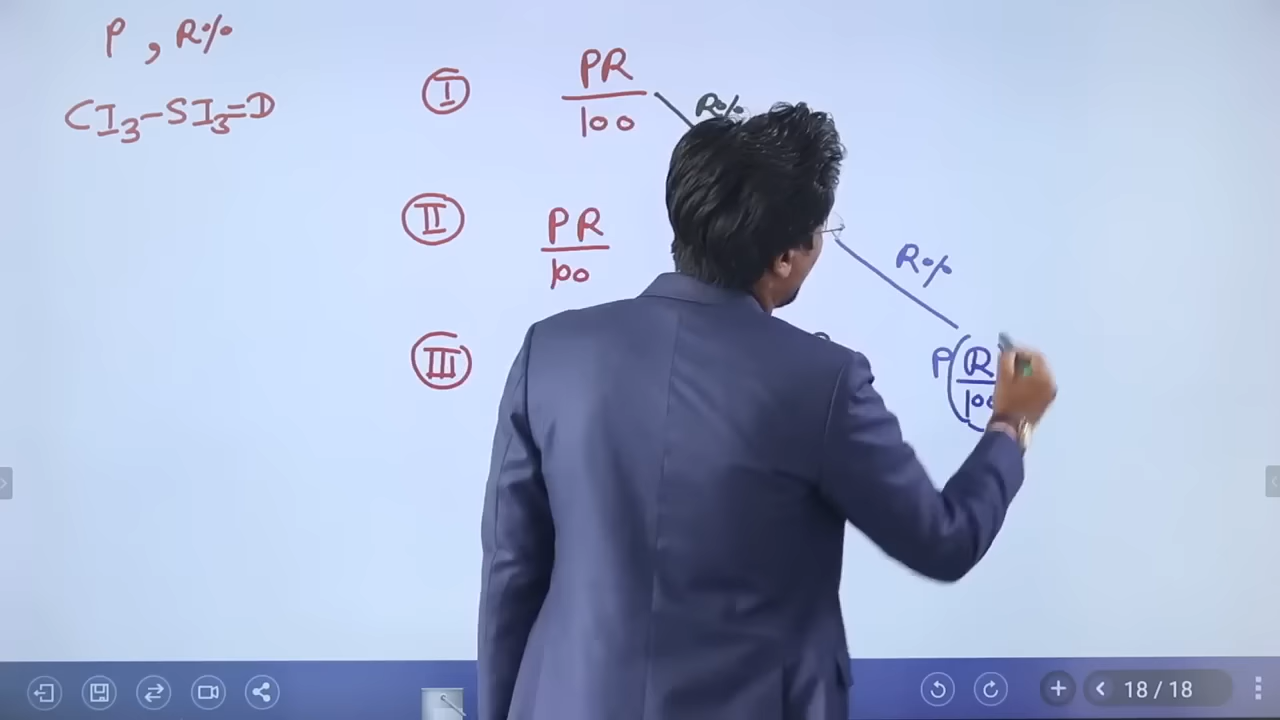 P , R%
CI₃-SI₃=D
I PR/100 R%
II PR/100 R%
III P(R/100
18 / 18